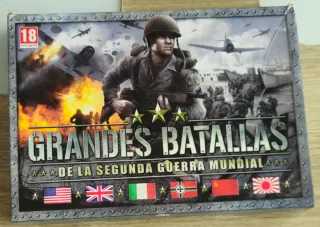 18
GRANDES BATALLAS
DE LA SEGUNDA GUERRA MUNDIAL